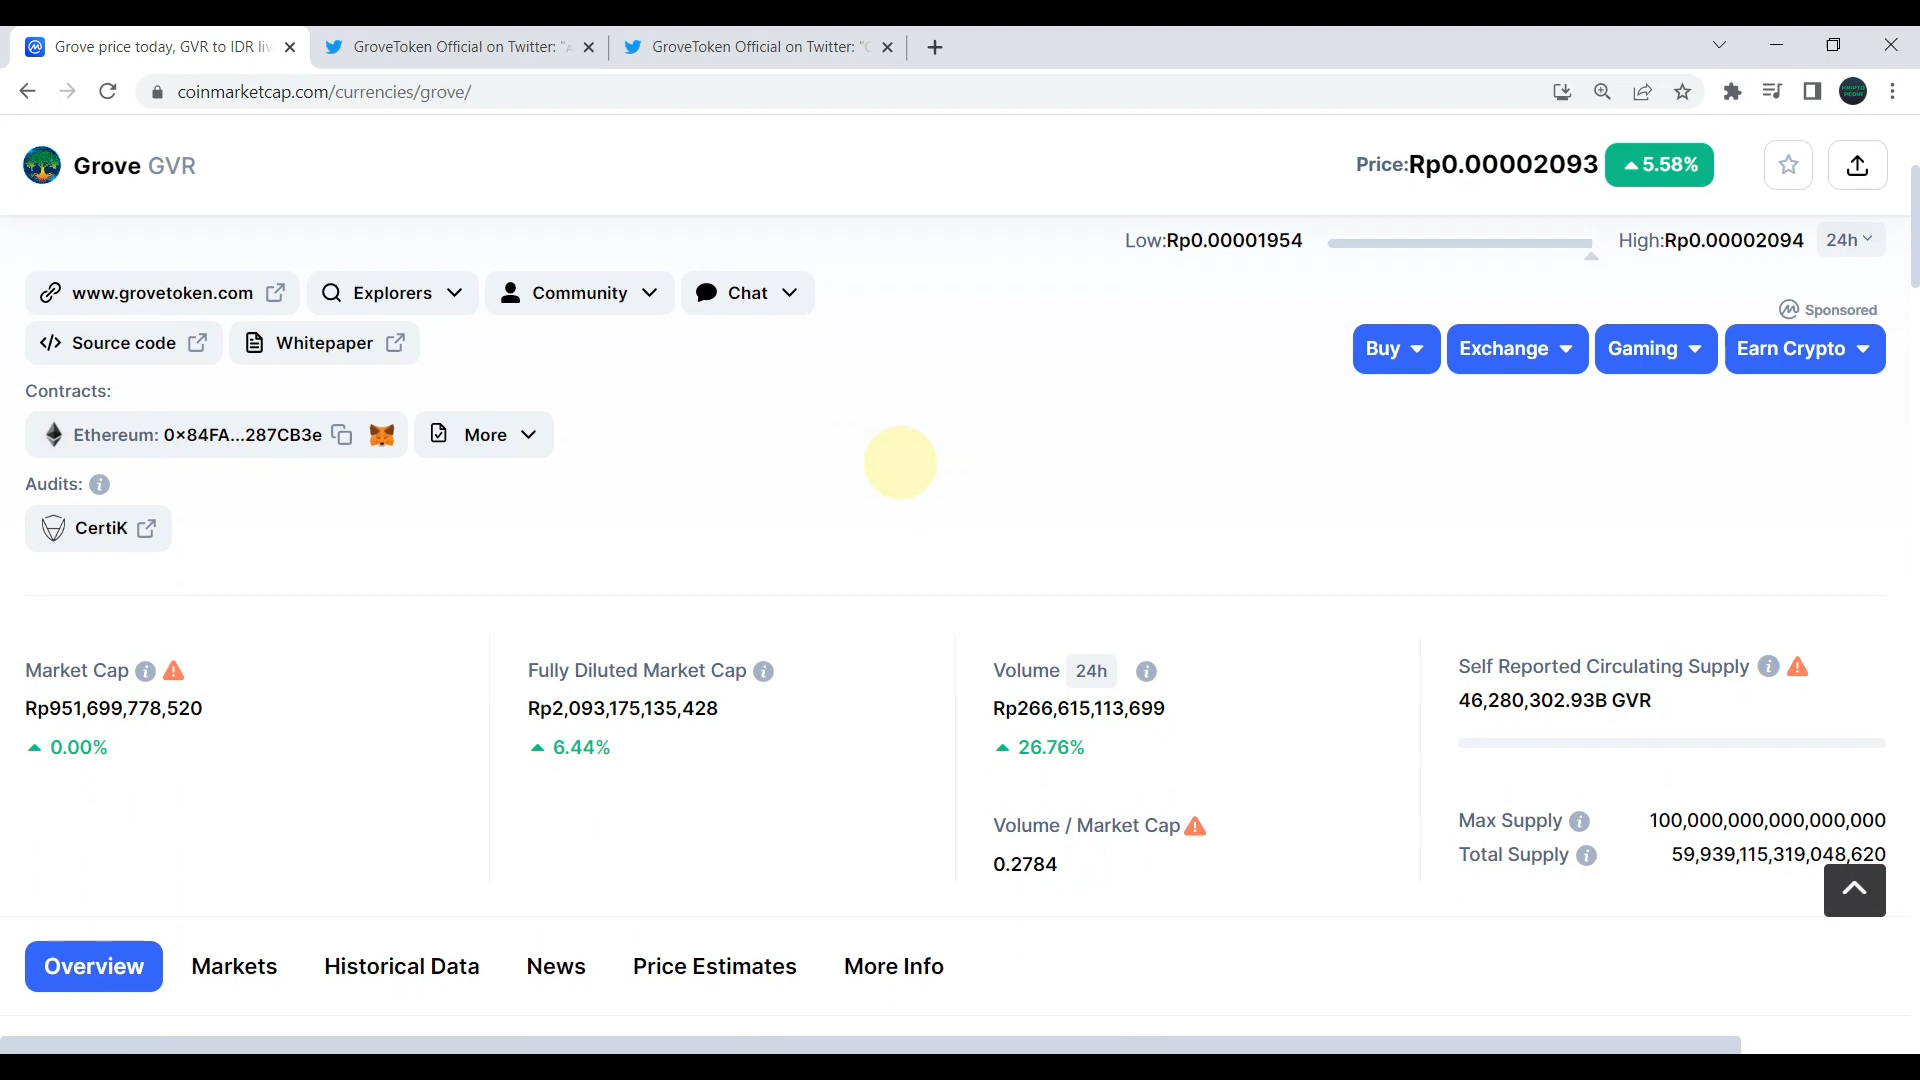 Grove price today, GVR to IDR liv
GroveToken Official on Twitter: "A
GroveToken Official on Twitter: "C
coinmarketcap.com/currencies/grove/
KRIPTO
PEDIA
Grove GVR
Price:Rp0.00002093
5.58%
Low:Rp0.00001954
High:Rp0.00002094
24h
www.grovetoken.com
Explorers
Community
Chat
Sponsored
Source code
Whitepaper
Buy
Exchange
Gaming
Earn Crypto
Contracts:
Ethereum: 0x84FA...287CB3e
More
Audits:
CertiK
Market Cap
Rp951,699,778,520
0.00%
Fully Diluted Market Cap
Rp2,093,175,135,428
6.44%
Volume 24h
Rp266,615,113,699
26.76%
Volume / Market Cap
0.2784
Self Reported Circulating Supply
46,280,302.93B GVR
Max Supply 100,000,000,000,000,000
Total Supply 59,939,115,319,048,620
Overview
Markets
Historical Data
News
Price Estimates
More Info